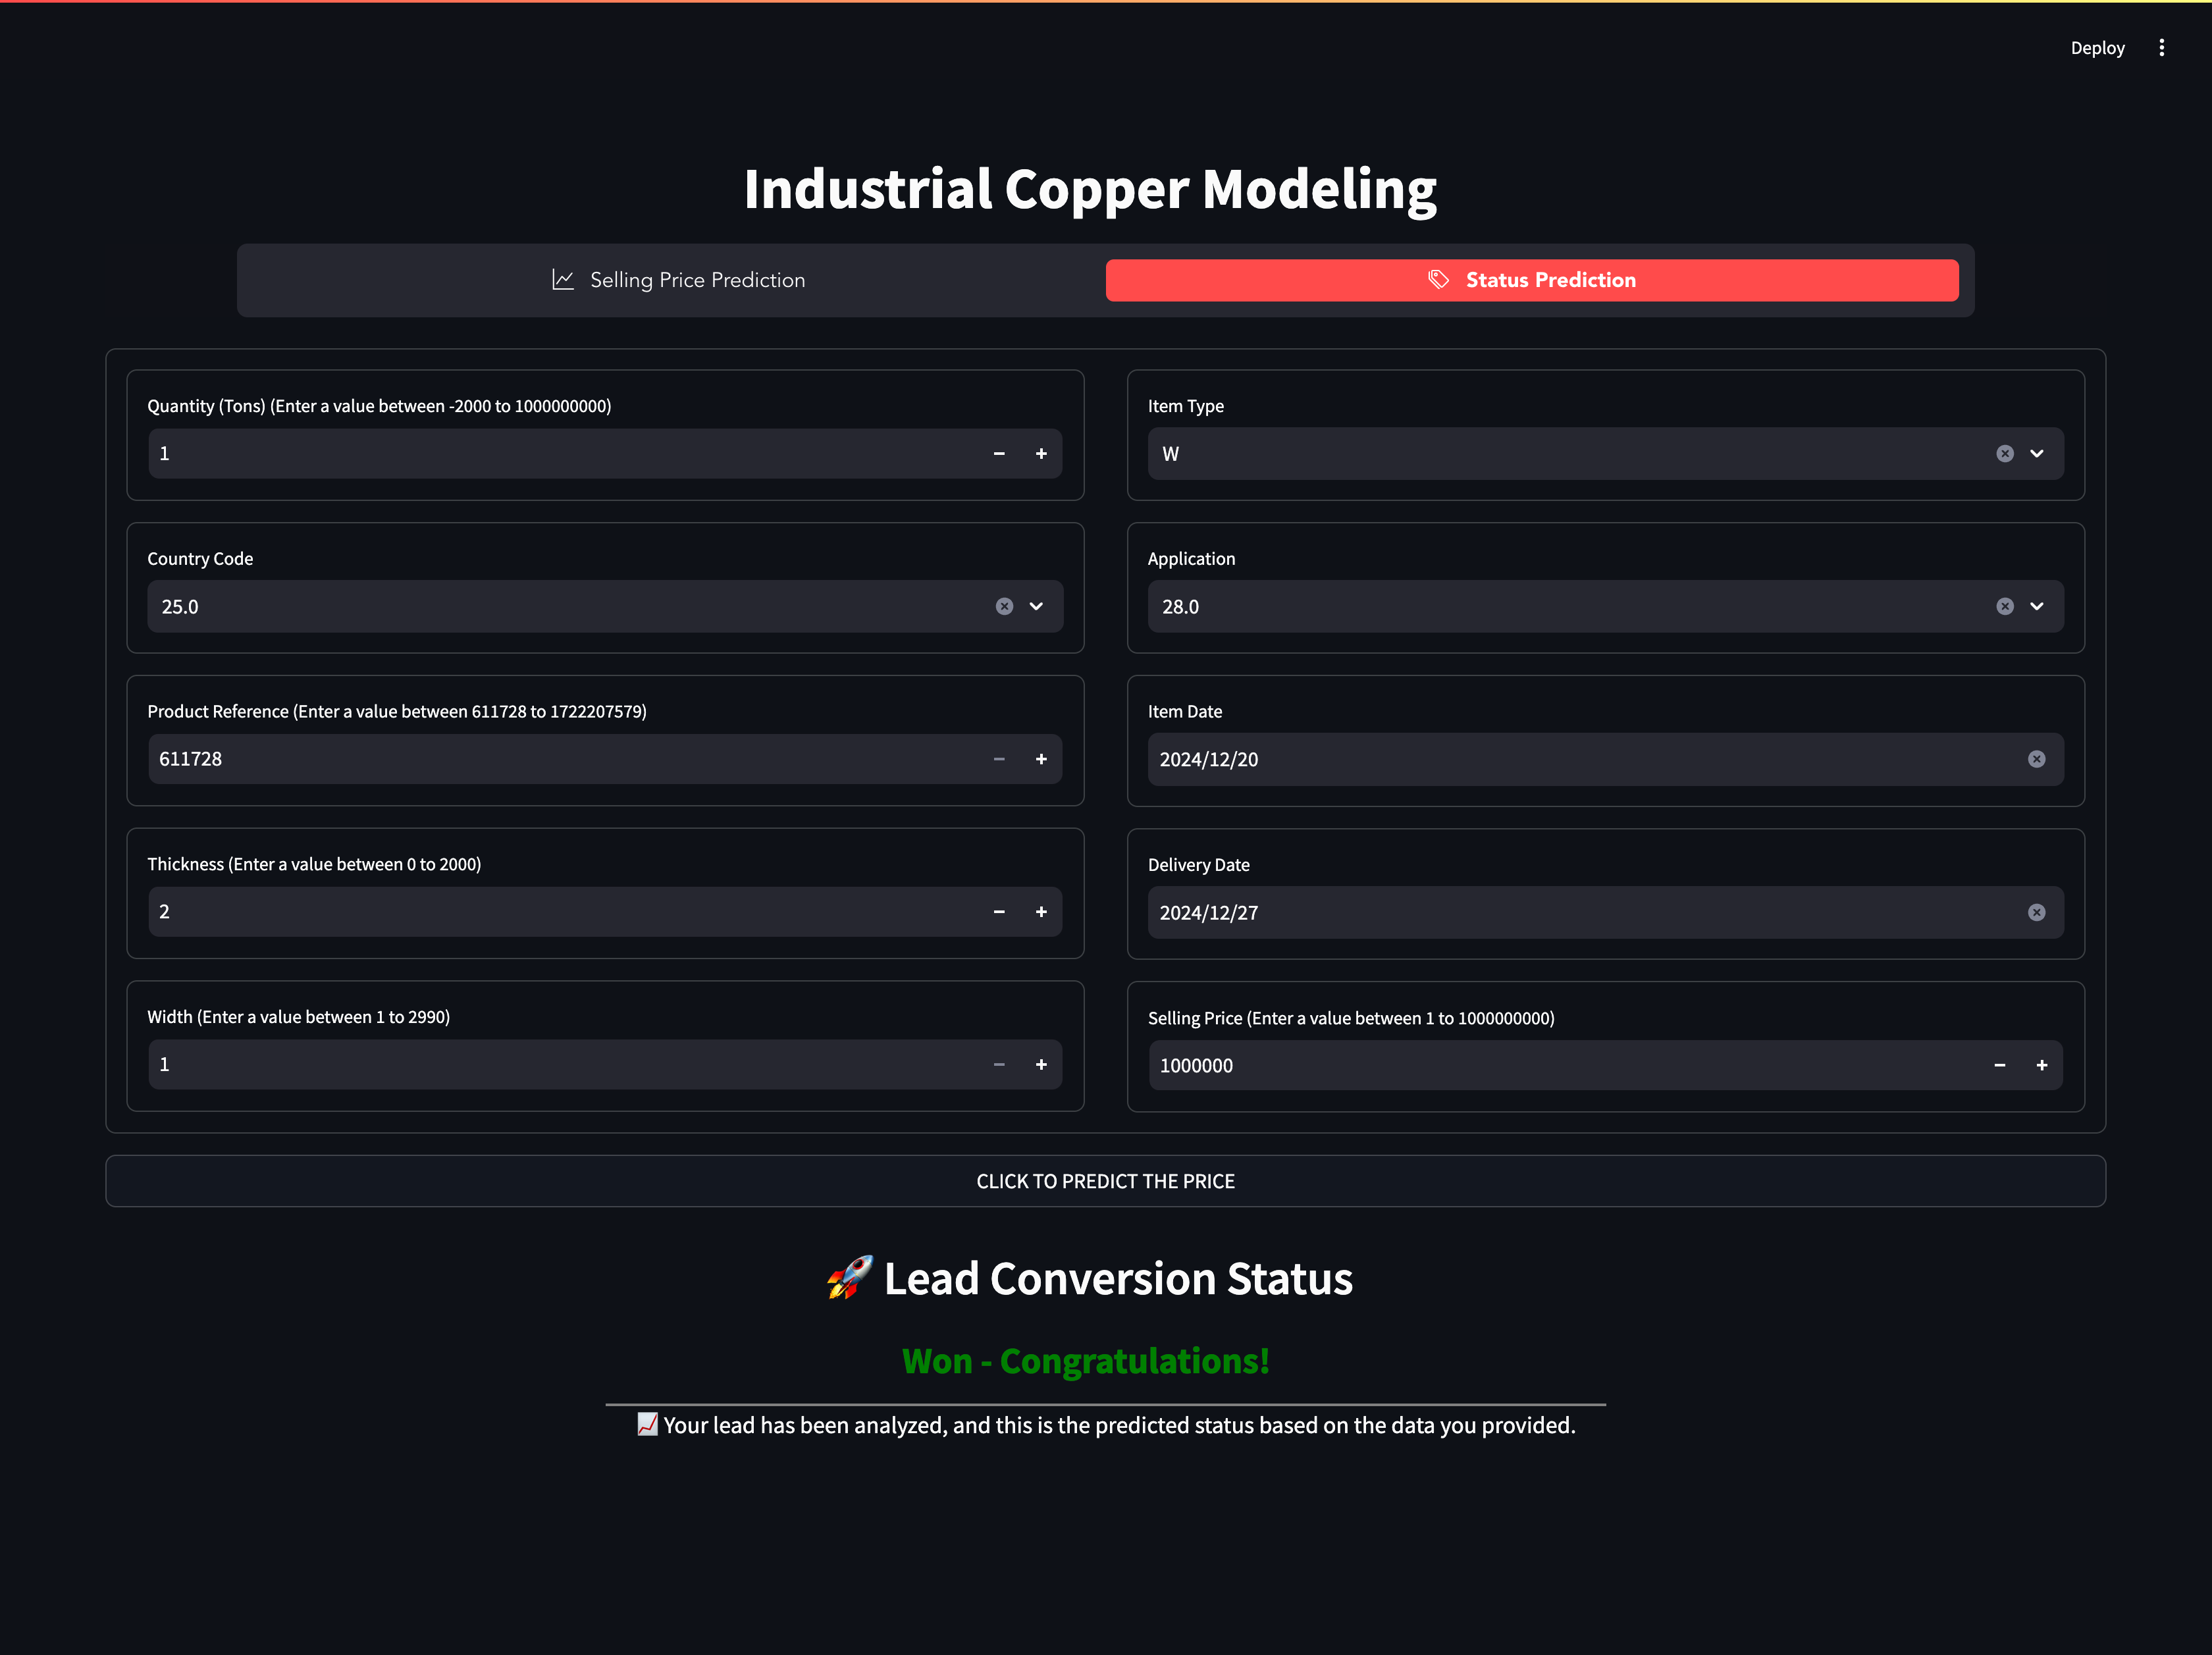 Deploy
Industrial Copper Modeling
Selling Price Prediction
Status Prediction
Quantity (Tons) (Enter a value between -2000 to 1000000000)
1
Item Type
W
Country Code
25.0
Application
28.0
Product Reference (Enter a value between 611728 to 1722207579)
611728
Item Date
2024/12/20
Thickness (Enter a value between 0 to 2000)
2
Delivery Date
2024/12/27
Width (Enter a value between 1 to 2990)
1
Selling Price (Enter a value between 1 to 1000000000)
1000000
CLICK TO PREDICT THE PRICE
🚀 Lead Conversion Status
Won - Congratulations!
📈 Your lead has been analyzed, and this is the predicted status based on the data you provided.